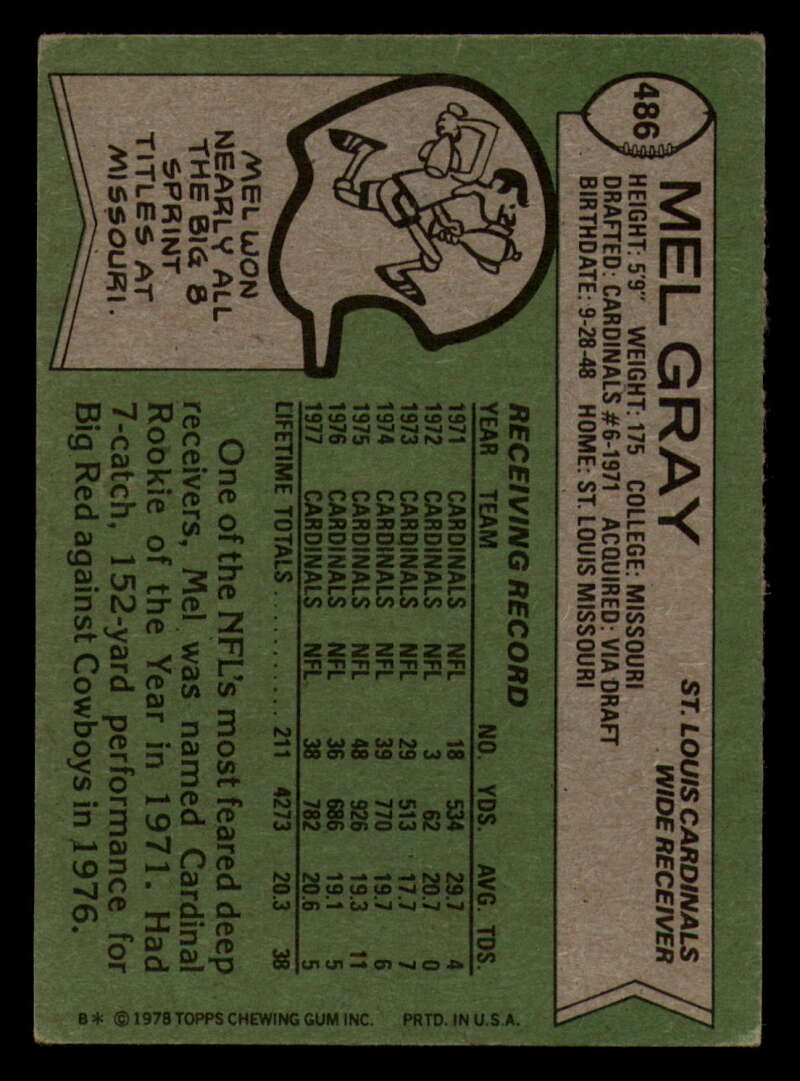 486
MEL GRAY
ST. LOUIS CARDINALS
WIDE RECEIVER
HEIGHT: 5'9" WEIGHT: 175 COLLEGE: MISSOURI
DRAFTED: CARDINALS #6-1971 ACQUIRED: VIA DRAFT
BIRTHDATE: 9-28-48 HOME: ST. LOUIS MISSOURI
MEL WON
NEARLY ALL
THE BIG 8
SPRINT
TITLES AT
MISSOURI.
RECEIVING RECORD
YEAR TEAM NO. YDS. AVG. TDS.
1971 CARDINALS NFL 18 534 29.7 4
1972 CARDINALS NFL 3 62 20.7 0
1973 CARDINALS NFL 29 513 17.7 7
1974 CARDINALS NFL 39 770 19.7 6
1975 CARDINALS NFL 48 926 19.3 11
1976 CARDINALS NFL 36 686 19.1 5
1977 CARDINALS NFL 38 782 20.6 5
LIFETIME TOTALS ........... 211 4273 20.3 38
One of the NFL's most feared deep
receivers, Mel was named Cardinal
Rookie of the Year in 1971. Had
7-catch, 152-yard performance for
Big Red against Cowboys in 1976.
B* © 1978 TOPPS CHEWING GUM INC. PRTD. IN U.S.A.